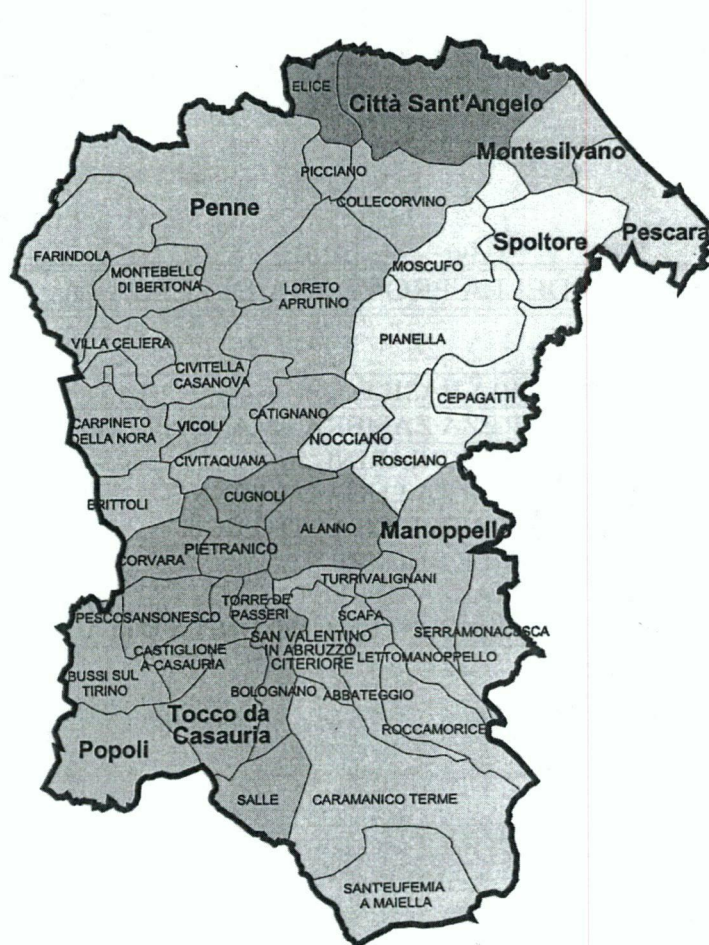 ELICE
Città Sant'Angelo
Montesilvano
PICCIANO
COLLECORVINO
Penne
Spoltore
Pescara
FARINDOLA
MOSCUFO
MONTEBELLO
DI BERTONA
LORETO
APRUTINO
VILLA CELIERA
PIANELLA
CIVITELLA
CASANOVA
CEPAGATTI
CATIGNANO
CARPINETO
DELLA NORA
VICOLI
NOCCIANO
CIVITAQUANA
ROSCIANO
BRITTOLI
CUGNOLI
ALANNO
Manoppello
CORVARA
PIETRANICO
TURRIVALIGNANI
TORRE DE'
PASSERI
PESCOSANSONESCO
SCAFA
SAN VALENTINO
IN ABRUZZO
CITERIORE
SERRAMONACESCA
CASTIGLIONE
A CASAURIA
LETTOMANOPPELLO
BUSSI SUL
TIRINO
BOLOGNANO
ABBATEGGIO
Tocco da
Casauria
ROCCAMORICE
Popoli
SALLE
CARAMANICO TERME
SANT'EUFEMIA
A MAIELLA